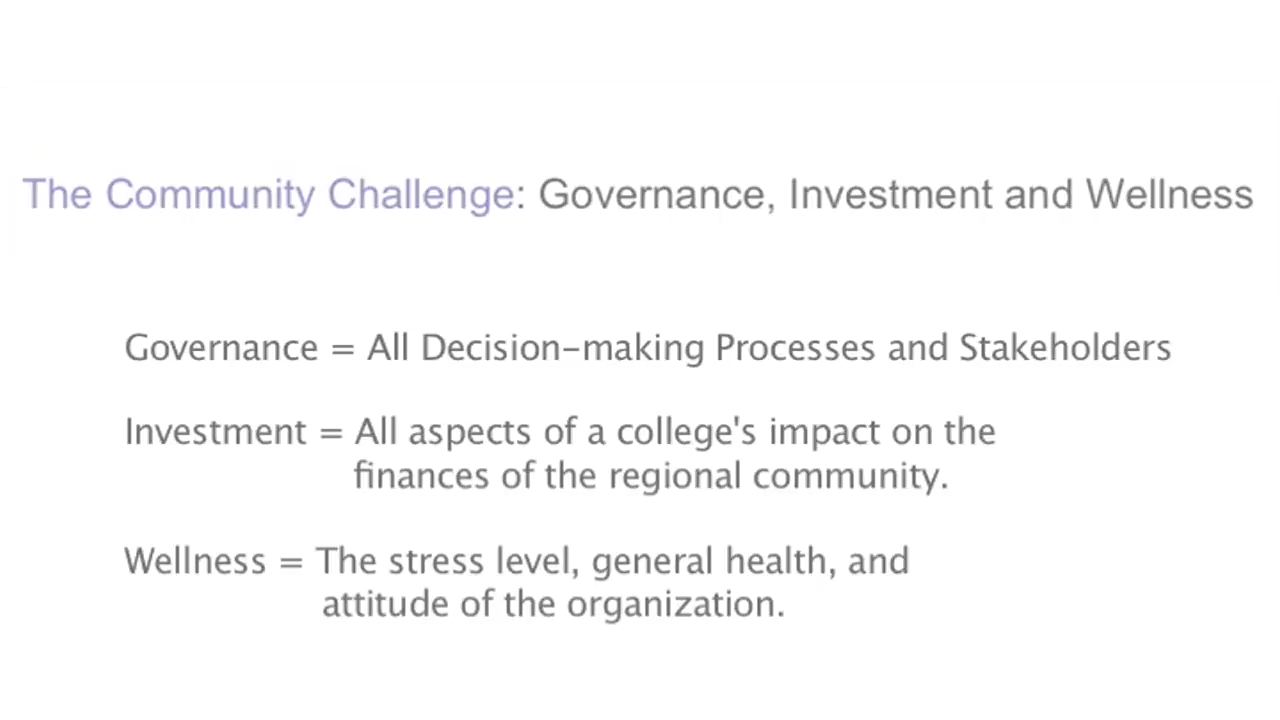 The Community Challenge: Governance, Investment and Wellness
Governance = All Decision-making Processes and Stakeholders
Investment = All aspects of a college's impact on the
finances of the regional community.
Wellness = The stress level, general health, and
attitude of the organization.